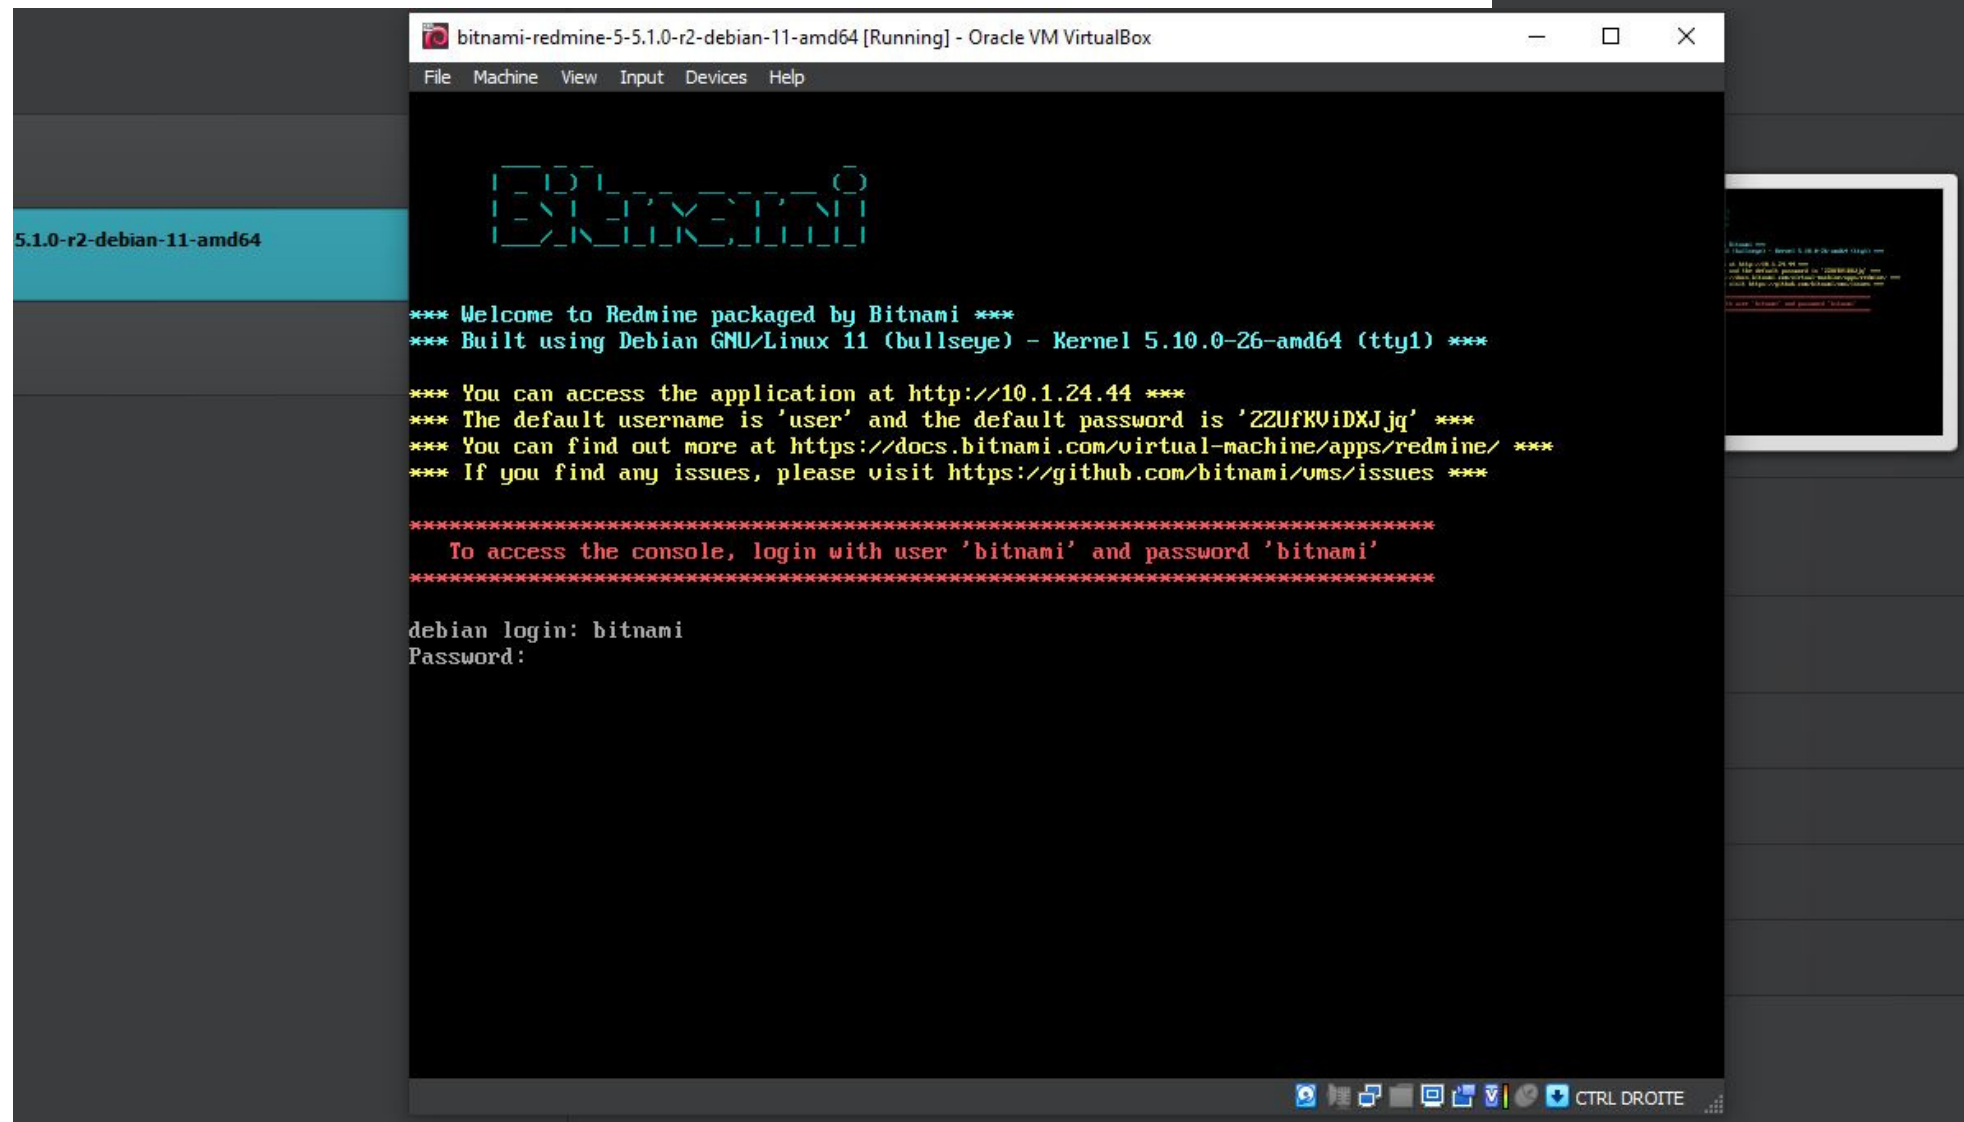 bitnami-redmine-5-5.1.0-r2-debian-11-amd64 [Running] - Oracle VM VirtualBox
File Machine View Input Devices Help
Bitnami
5.1.0-r2-debian-11-amd64
*** Welcome to Redmine packaged by Bitnami ***
*** Built using Debian GNU/Linux 11 (bullseye) - Kernel 5.10.0-26-amd64 (tty1) ***
*** You can access the application at http://10.1.24.44 ***
*** The default username is 'user' and the default password is '2ZUfKViDXJjq' ***
*** You can find out more at https://docs.bitnami.com/virtual-machine/apps/redmine/ ***
*** If you find any issues, please visit https://github.com/bitnami/vms/issues ***
******************************************************************************
To access the console, login with user 'bitnami' and password 'bitnami'
******************************************************************************
debian login: bitnami
Password:
CTRL DROITE